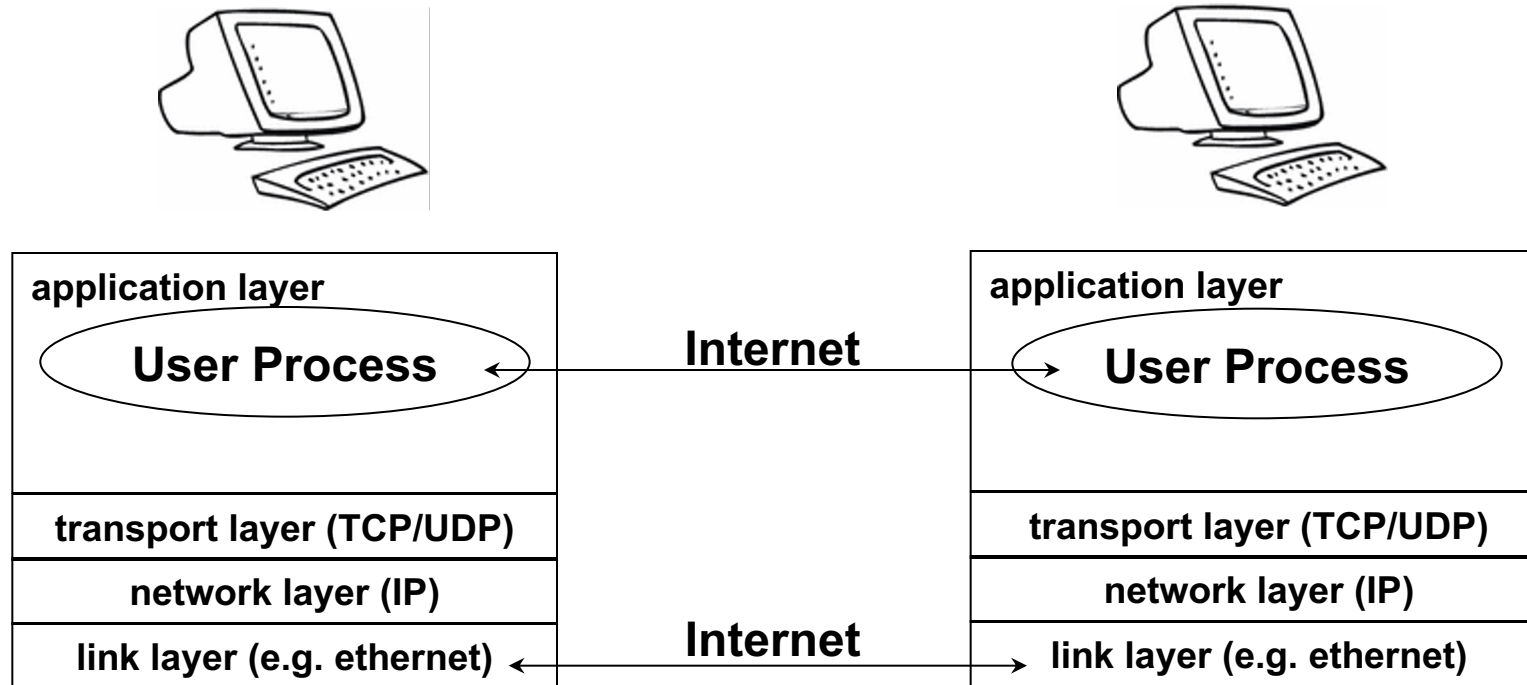 application layer
User Process
transport layer (TCP/UDP)
network layer (IP)
link layer (e.g. ethernet)
Internet
Internet
application layer
User Process
transport layer (TCP/UDP)
network layer (IP)
link layer (e.g. ethernet)